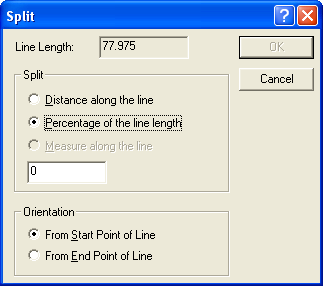 Split
Line Length: 77.975
OK
Split
Cancel
Distance along the line
Percentage of the line length
Measure along the line
0
Orientation
From Start Point of Line
From End Point of Line